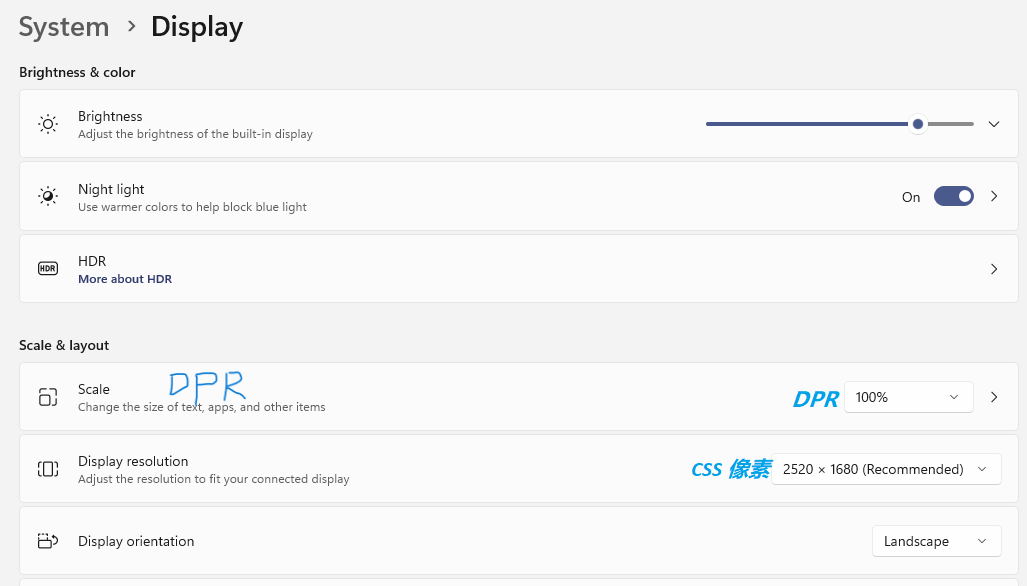 System > Display
Brightness & color
Brightness
Adjust the brightness of the built-in display
Night light
Use warmer colors to help block blue light
On
HDR
HDR
More about HDR
Scale & layout
Scale
DPR
Change the size of text, apps, and other items
DPR
100%
Display resolution
Adjust the resolution to fit your connected display
CSS 像素
2520 × 1680 (Recommended)
Display orientation
Landscape